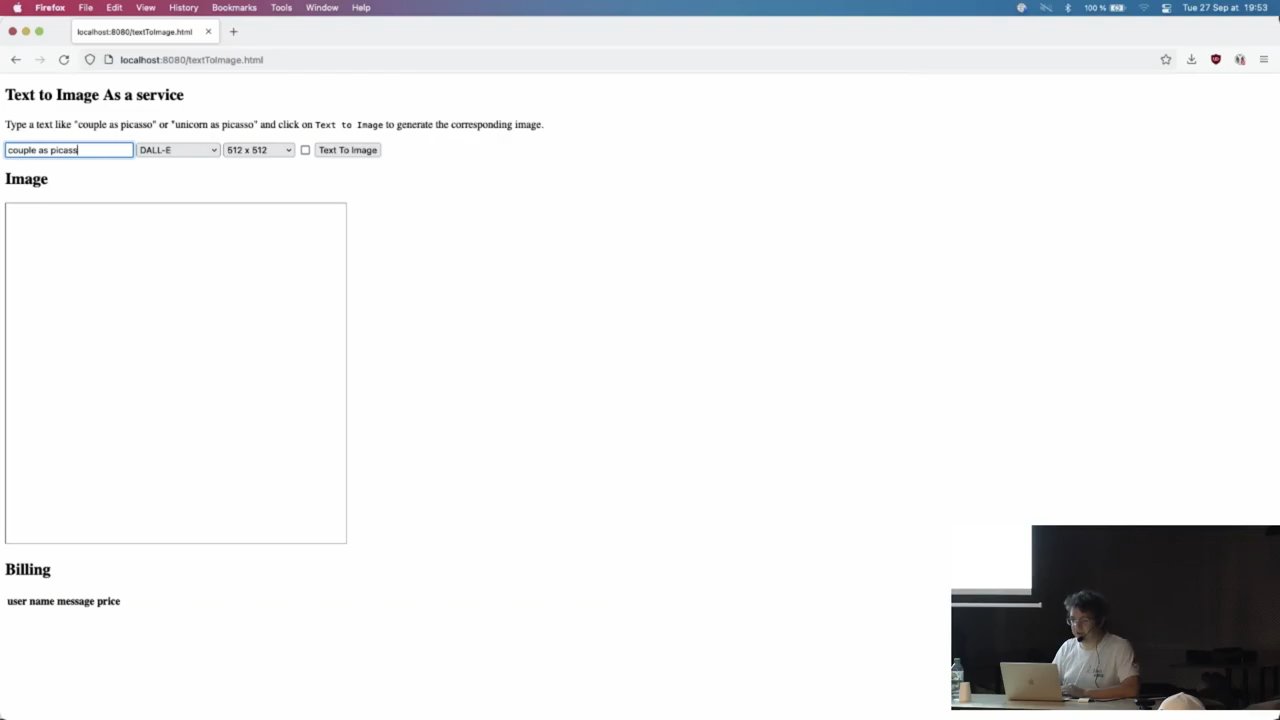 Firefox File Edit View History Bookmarks Tools Window Help 100 % Tue 27 Sep at 19:53
localhost:8080/textToImage.html
localhost:8080/textToImage.html
Text to Image As a service
Type a text like "couple as picasso" or "unicorn as picasso" and click on Text to Image to generate the corresponding image.
couple as picass DALL-E 512 x 512 Text To Image
Image
Billing
user name message price